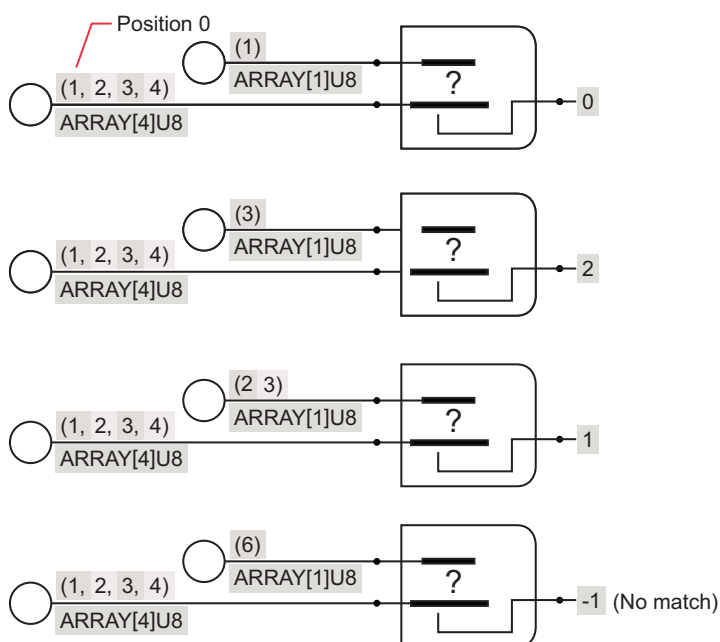 Position 0
(1)
ARRAY[1]U8
(1, 2, 3, 4)
ARRAY[4]U8
?
0
(3)
ARRAY[1]U8
(1, 2, 3, 4)
ARRAY[4]U8
?
2
(2 3)
ARRAY[1]U8
(1, 2, 3, 4)
ARRAY[4]U8
?
1
(6)
ARRAY[1]U8
(1, 2, 3, 4)
ARRAY[4]U8
?
-1 (No match)